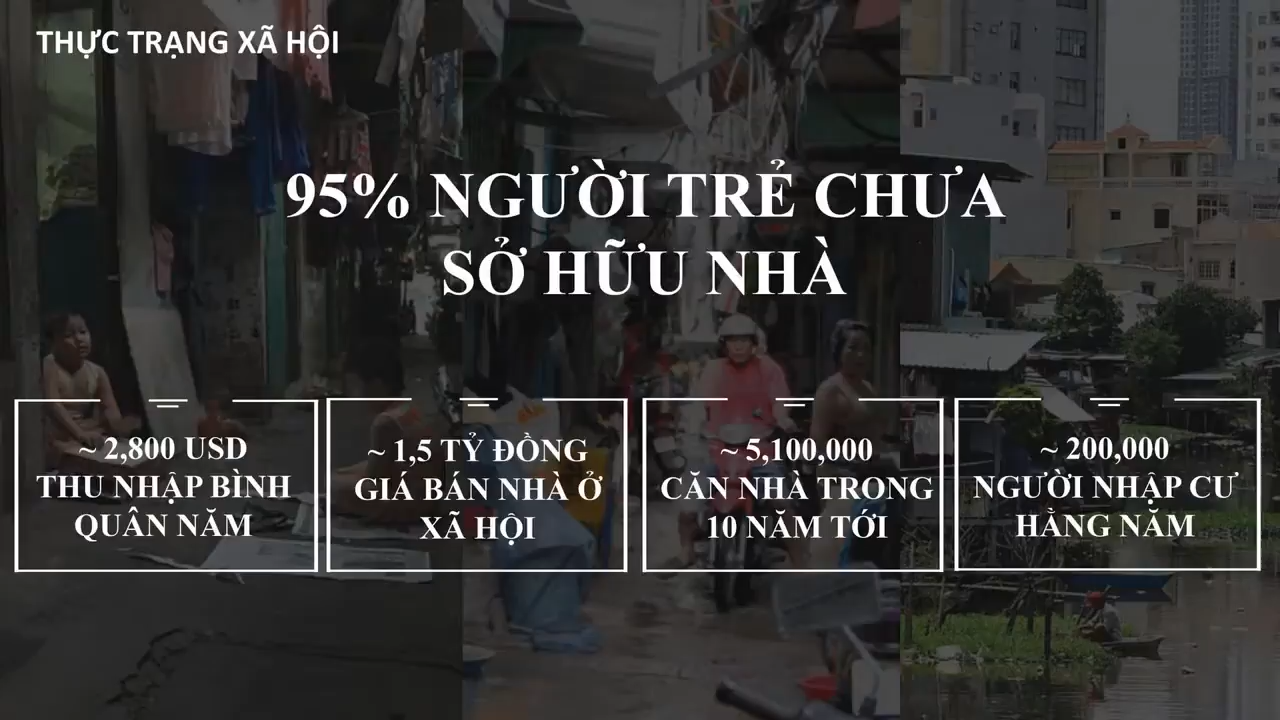 THỰC TRẠNG XÃ HỘI
95% NGƯỜI TRẺ CHƯA
SỞ HỮU NHÀ
~ 2,800 USD
THU NHẬP BÌNH
QUÂN NĂM
~ 1,5 TỶ ĐỒNG
GIÁ BÁN NHÀ Ở
XÃ HỘI
~ 5,100,000
CĂN NHÀ TRONG
10 NĂM TỚI
~ 200,000
NGƯỜI NHẬP CƯ
HẰNG NĂM